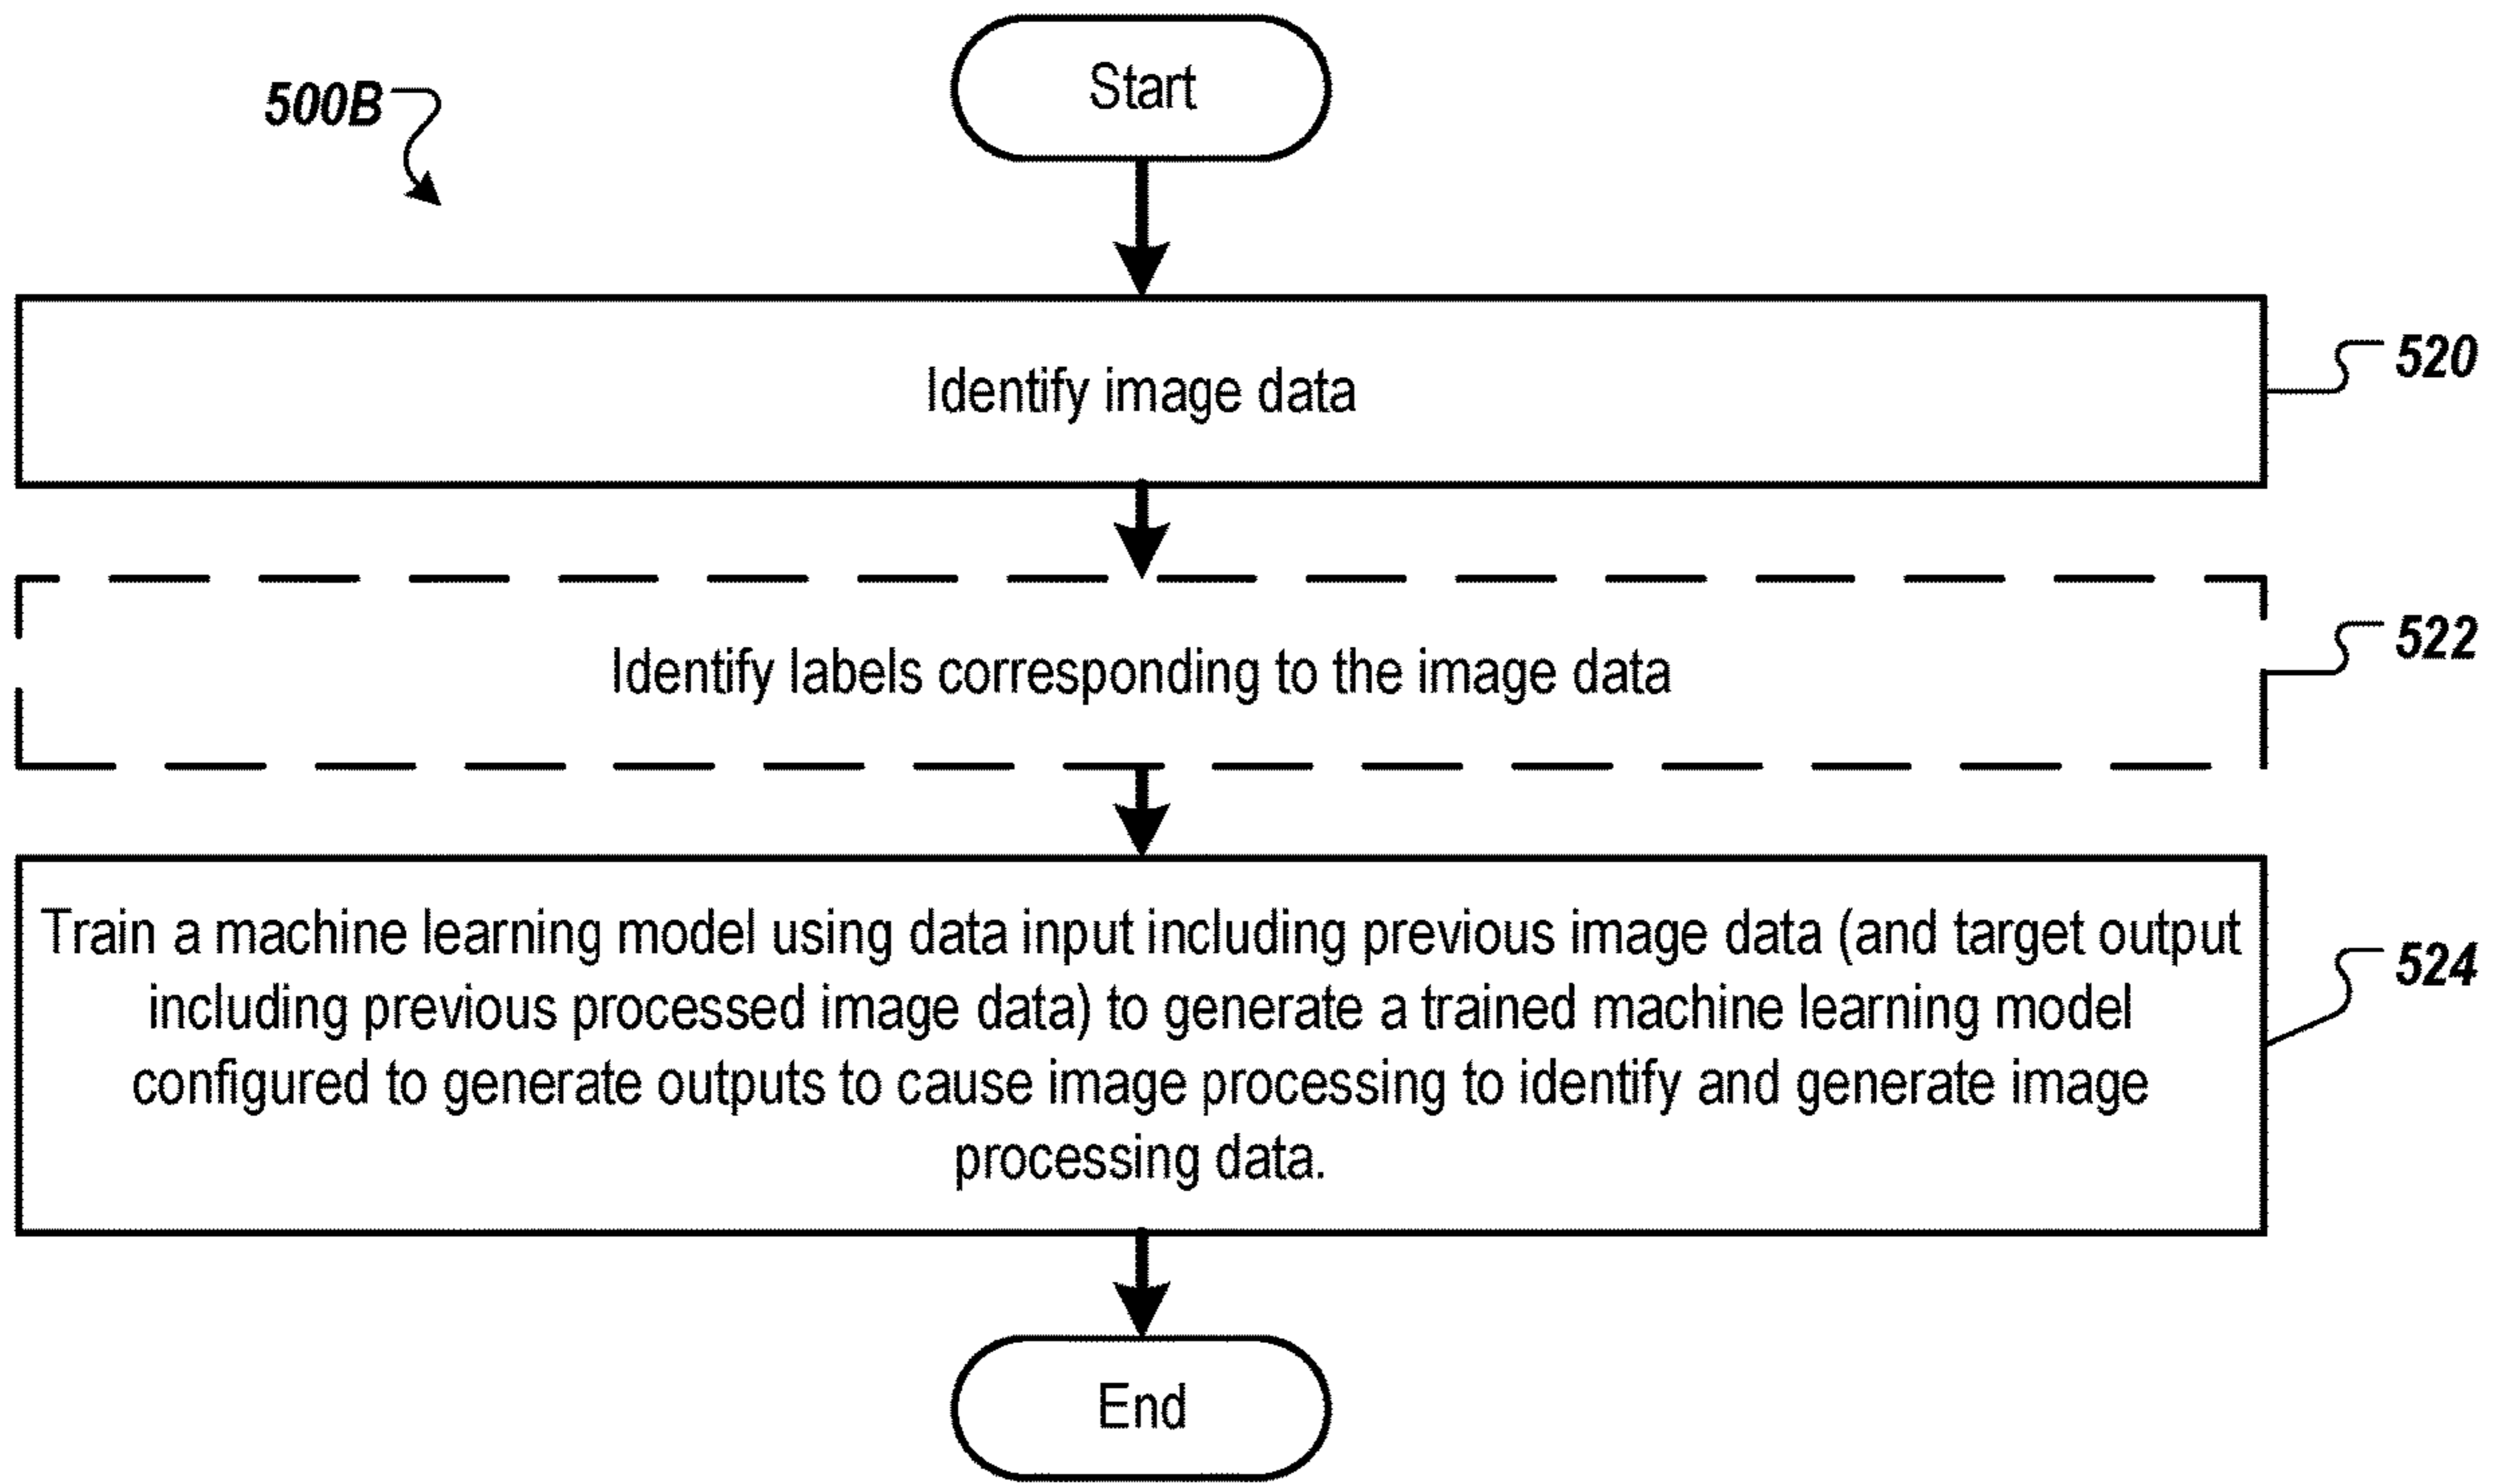 Start
500B
Identify image data
520
Identify labels corresponding to the image data
522
Train a machine learning model using data input including previous image data (and target output
including previous processed image data) to generate a trained machine learning model
configured to generate outputs to cause image processing to identify and generate image
processing data.
524
End